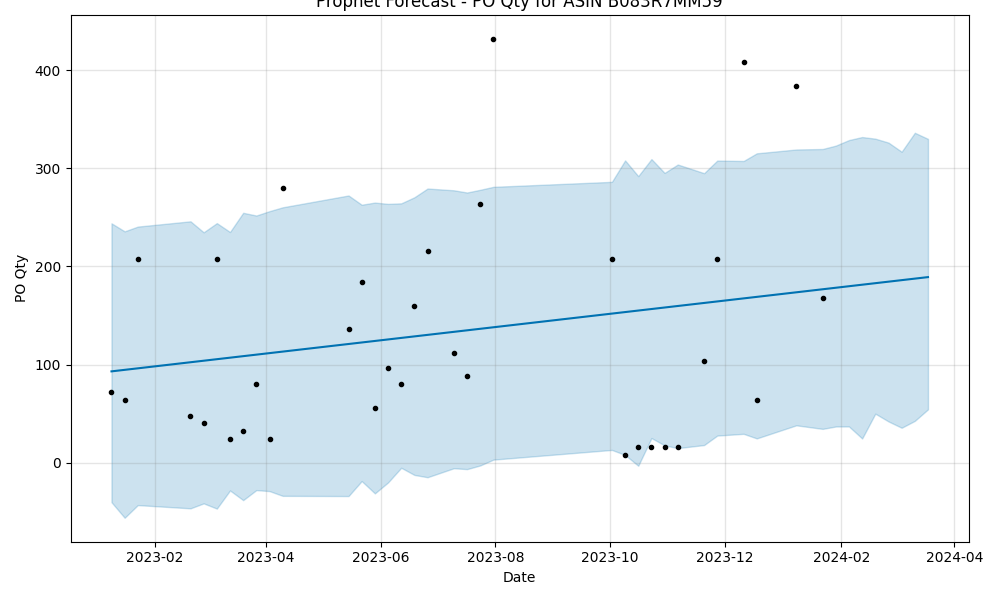 Prophet Forecast - PO Qty for ASIN B083R7MM59
400
300
200
100
0
PO Qty
2023-02 2023-04 2023-06 2023-08 2023-10 2023-12 2024-02 2024-04
Date